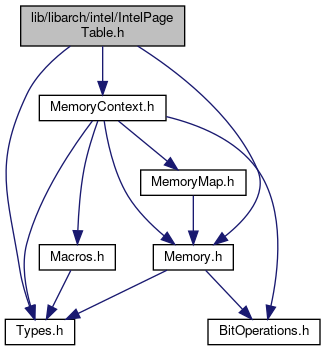 lib/libarch/intel/IntelPage
Table.h
MemoryContext.h
MemoryMap.h
Macros.h
Memory.h
Types.h
BitOperations.h